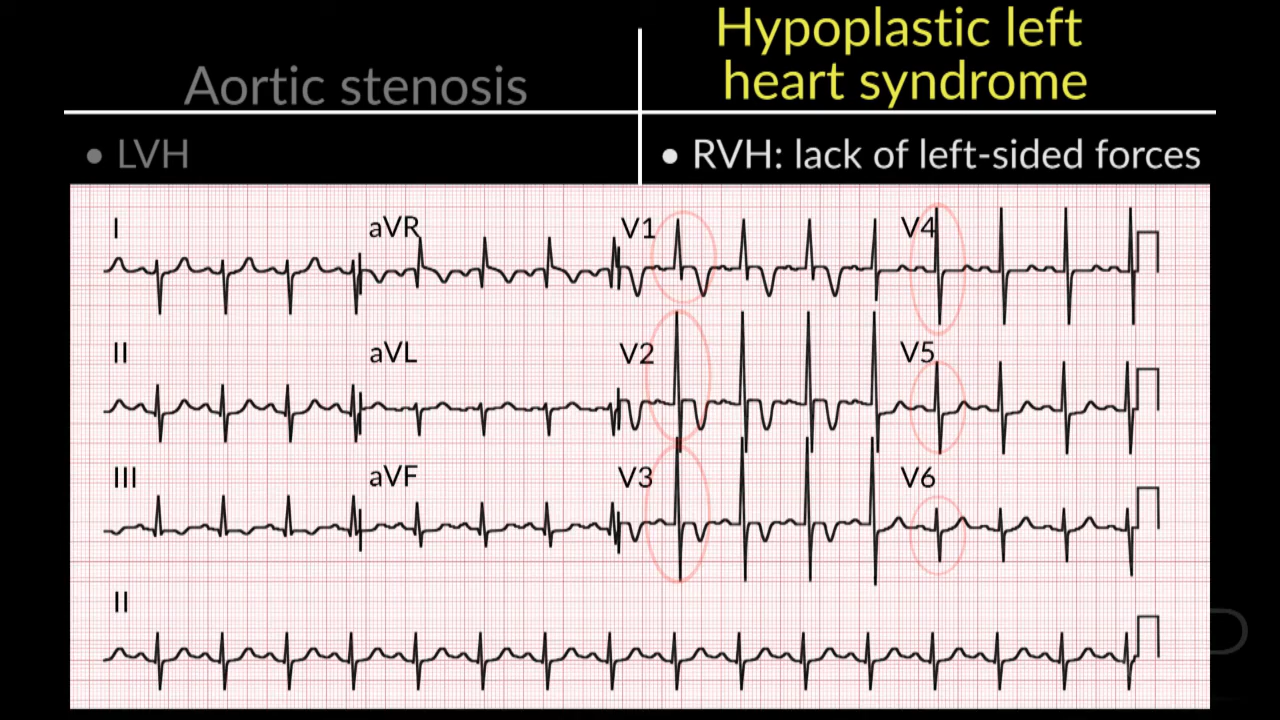 Aortic stenosis
Hypoplastic left
heart syndrome
• LVH
• RVH: lack of left-sided forces
I aVR V1 V4
II aVL V2 V5
III aVF V3 V6
II